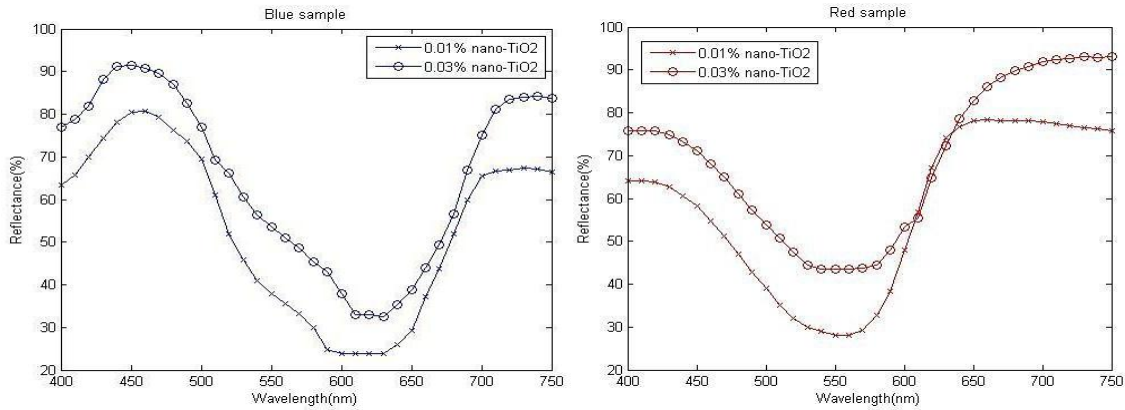 Blue sample
100
90
80
70
60
50
40
30
20
Reflectance(%)
0.01% nano-TiO2
0.03% nano-TiO2
400 450 500 550 600 650 700 750
Wavelength(nm)
Red sample
100
90
80
70
60
50
40
30
20
Reflectance(%)
0.01% nano-TiO2
0.03% nano-TiO2
400 450 500 550 600 650 700 750
Wavelength(nm)